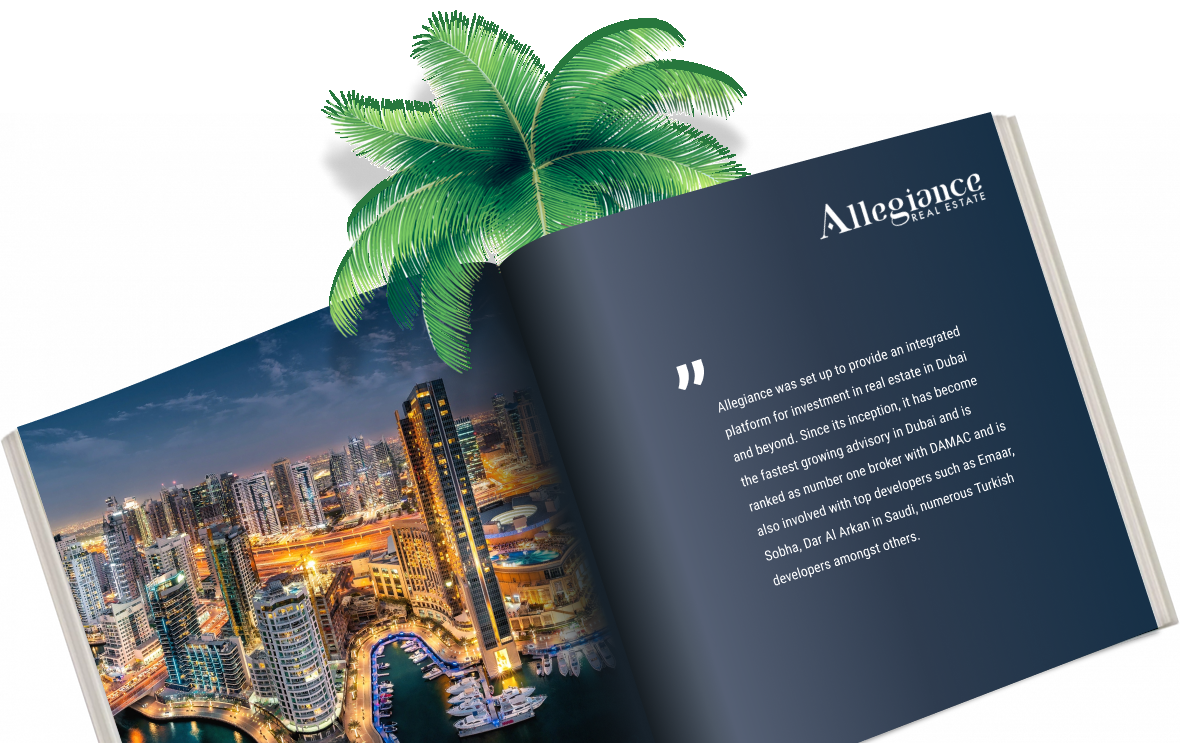 Allegiance
REAL ESTATE
”
Allegiance was set up to provide an integrated
platform for investment in real estate in Dubai
and beyond. Since its inception, it has become
the fastest growing advisory in Dubai and is
ranked as number one broker with DAMAC and is
also involved with top developers such as Emaar,
Sobha, Dar Al Arkan in Saudi, numerous Turkish
developers amongst others.